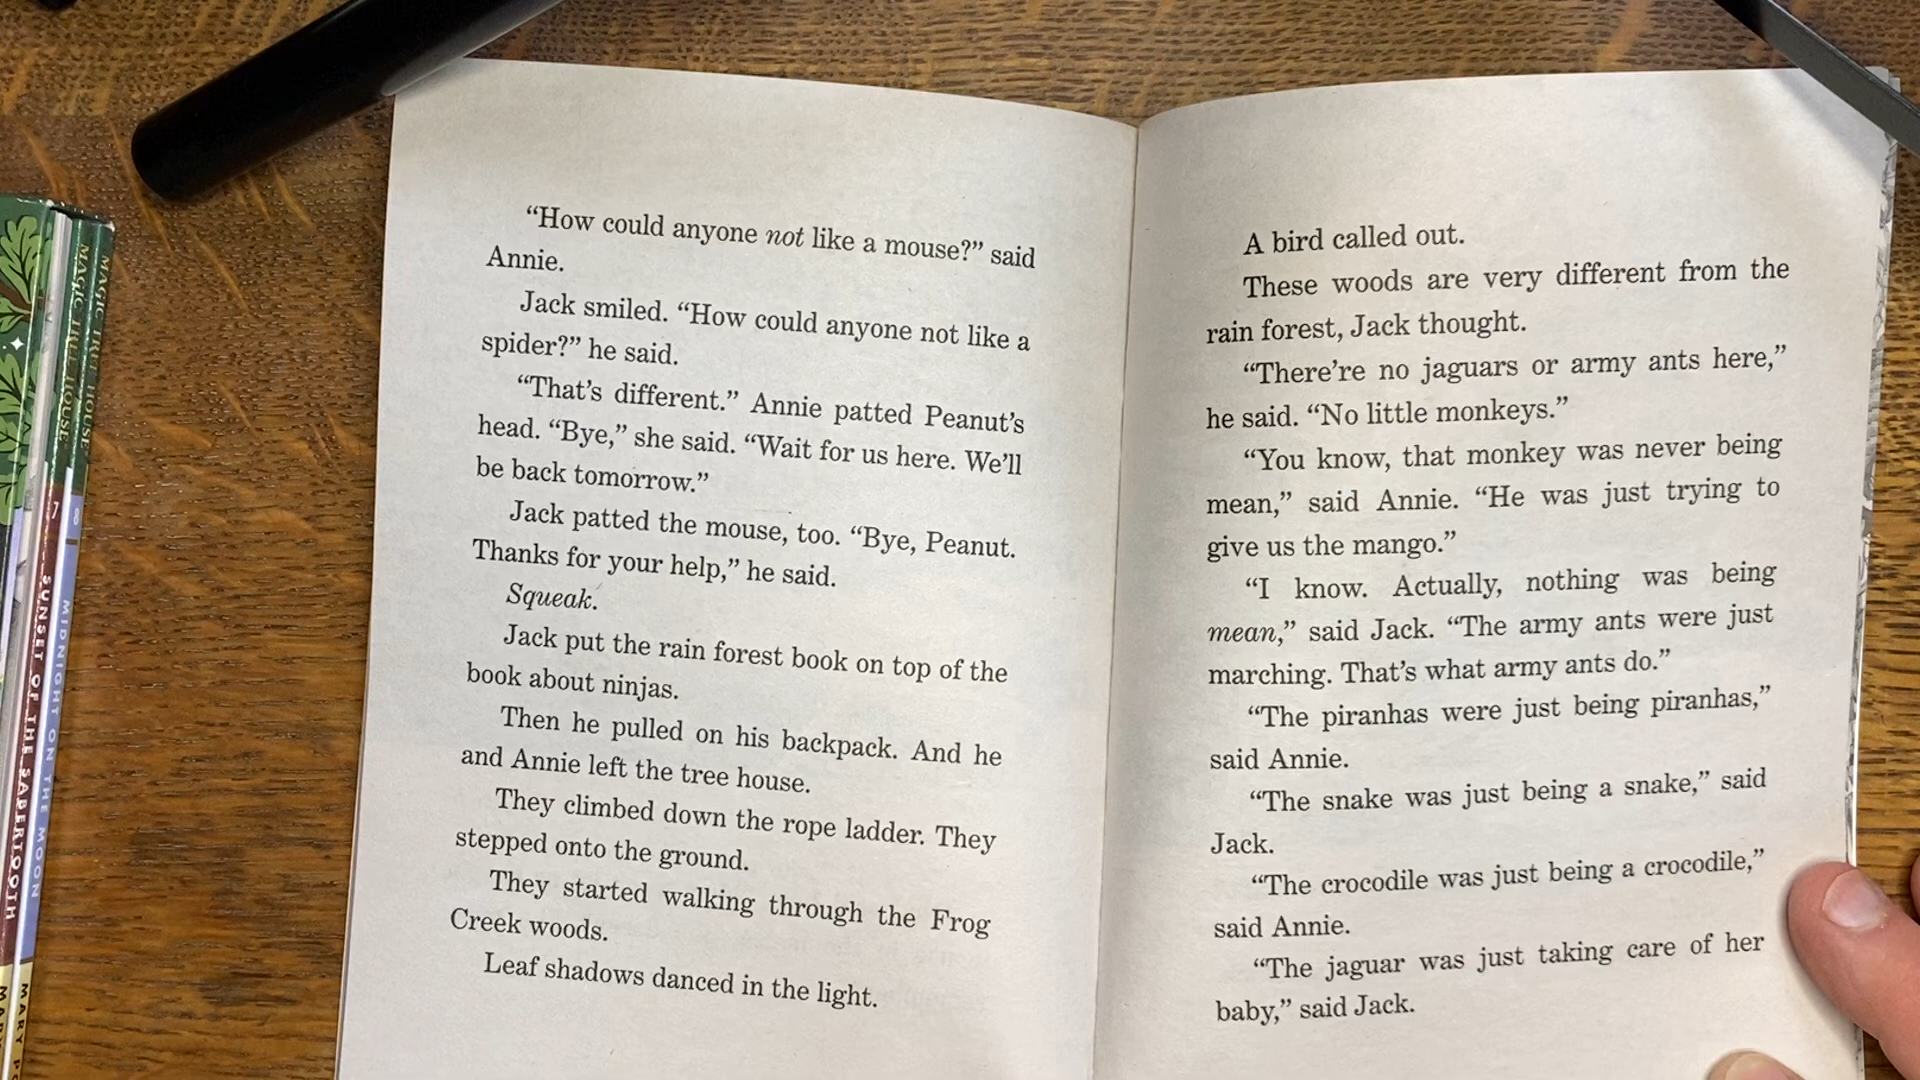 MAGIC TREE HOUSE
MAGIC TREE HOUSE
8
7
MIDNIGHT ON THE MOON
SUNSET OF THE SABERTOOTH
“How could anyone not like a mouse?” said
Annie.
Jack smiled. “How could anyone not like a
spider?” he said.
“That’s different.” Annie patted Peanut’s
head. “Bye,” she said. “Wait for us here. We’ll
be back tomorrow.”
Jack patted the mouse, too. “Bye, Peanut.
Thanks for your help,” he said.
Squeak.
Jack put the rain forest book on top of the
book about ninjas.
Then he pulled on his backpack. And he
and Annie left the tree house.
They climbed down the rope ladder. They
stepped onto the ground.
They started walking through the Frog
Creek woods.
Leaf shadows danced in the light.
A bird called out.
These woods are very different from the
rain forest, Jack thought.
“There’re no jaguars or army ants here,”
he said. “No little monkeys.”
“You know, that monkey was never being
mean,” said Annie. “He was just trying to
give us the mango.”
“I know. Actually, nothing was being
mean,” said Jack. “The army ants were just
marching. That’s what army ants do.”
“The piranhas were just being piranhas,”
said Annie.
“The snake was just being a snake,” said
Jack.
“The crocodile was just being a crocodile,”
said Annie.
“The jaguar was just taking care of her
baby,” said Jack.